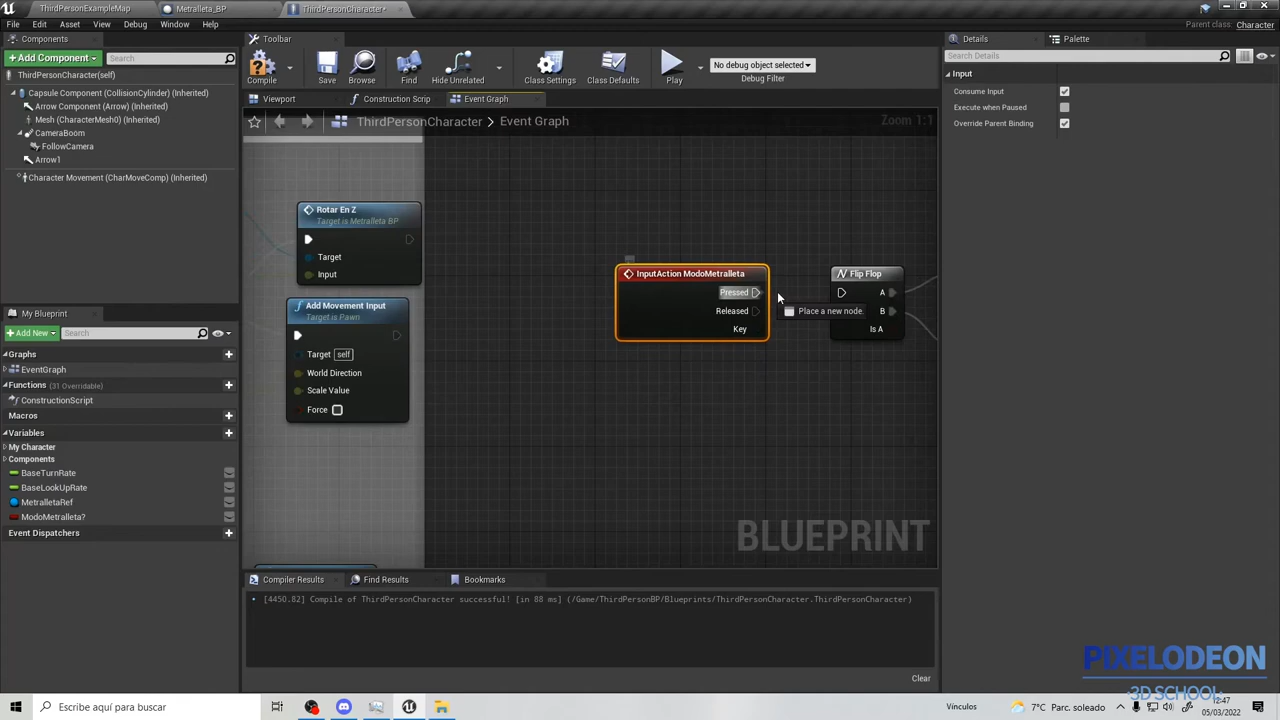 ThirdPersonExampleMap
Metralleta_BP
ThirdPersonCharacter*
File Edit Asset View Debug Window Help
Parent class: Character
Components
Toolbar
Details
Palette
+ Add Component
Search
Search Details
ThirdPersonCharacter(self)
Capsule Component (CollisionCylinder) (Inherited)
Arrow Component (Arrow) (Inherited)
Mesh (CharacterMesh0) (Inherited)
CameraBoom
FollowCamera
Arrow1
Character Movement (CharMoveComp) (Inherited)
Compile
Save
Browse
Find
Hide Unrelated
Class Settings
Class Defaults
Play
No debug object selected
Debug Filter
Input
Consume Input
Execute when Paused
Override Parent Binding
Viewport
Construction Scrip
Event Graph
ThirdPersonCharacter > Event Graph
Zoom 1:1
Rotar En Z
Target is Metralleta BP
Target
Input
Add Movement Input
Target is Pawn
Target self
World Direction
Scale Value
Force
InputAction ModoMetralleta
Pressed
Released
Key
Place a new node.
Flip Flop
A
B
Is A
BLUEPRINT
My Blueprint
+ Add New
Search
Graphs
EventGraph
Functions (31 Overridable)
ConstructionScript
Macros
Variables
My Character
Components
BaseTurnRate
BaseLookUpRate
MetralletaRef
ModoMetralleta?
Event Dispatchers
Compiler Results
Find Results
Bookmarks
[4450.82] Compile of ThirdPersonCharacter successful! [in 88 ms] (/Game/ThirdPersonBP/Blueprints/ThirdPersonCharacter.ThirdPersonCharacter)
Clear
PIXELODEON
3D SCHOOL
Escribe aquí para buscar
Vínculos
7°C Parc. soleado
12:47
05/03/2022